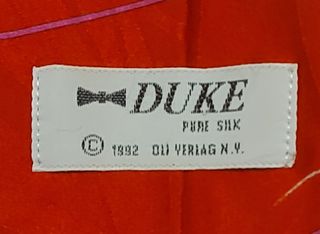 DUKE
PURE SILK
© 1992 OLI VERLAG N.V.